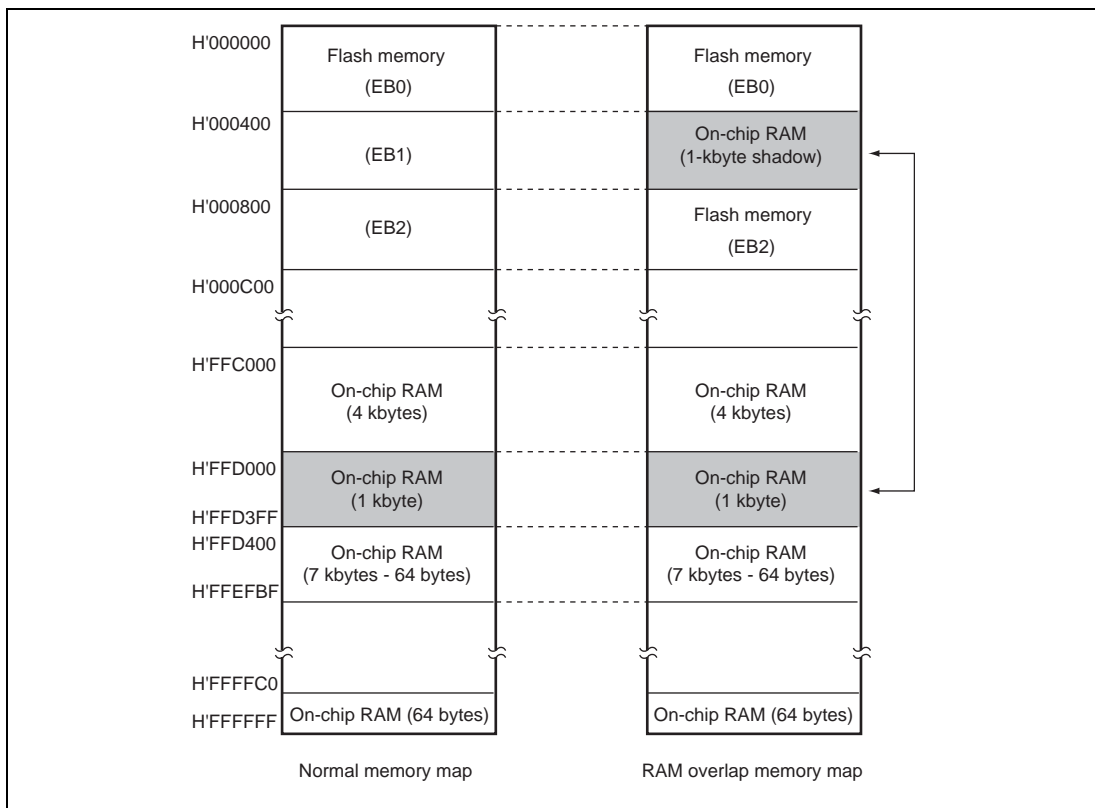 H'000000
Flash memory
(EB0)
Flash memory
(EB0)
H'000400
(EB1)
On-chip RAM
(1-kbyte shadow)
H'000800
(EB2)
Flash memory
(EB2)
H'000C00
H'FFC000
On-chip RAM
(4 kbytes)
On-chip RAM
(4 kbytes)
H'FFD000
On-chip RAM
(1 kbyte)
On-chip RAM
(1 kbyte)
H'FFD3FF
H'FFD400
On-chip RAM
(7 kbytes - 64 bytes)
On-chip RAM
(7 kbytes - 64 bytes)
H'FFEFBF
H'FFFFC0
On-chip RAM (64 bytes)
On-chip RAM (64 bytes)
H'FFFFFF
Normal memory map
RAM overlap memory map